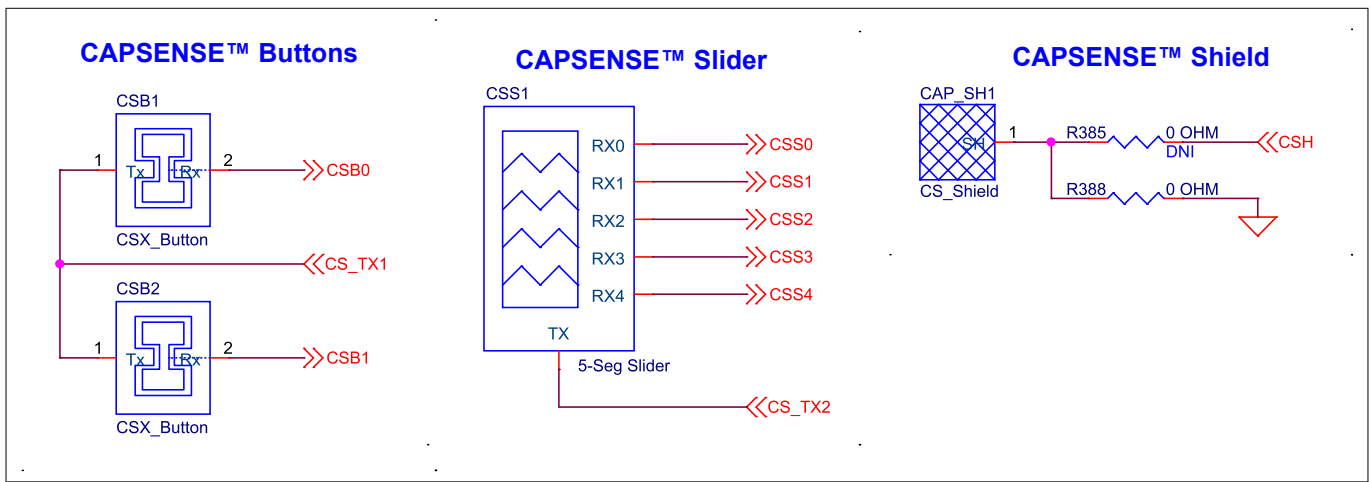 CAPSENSE™ Buttons
CSB1
1
Tx
Rx
2
CSB0
CSX_Button
CS_TX1
CSB2
1
Tx
Rx
2
CSB1
CSX_Button
CAPSENSE™ Slider
CSS1
RX0
CSS0
RX1
CSS1
RX2
CSS2
RX3
CSS3
RX4
CSS4
TX
5-Seg Slider
CS_TX2
CAPSENSE™ Shield
CAP_SH1
SH
1
CS_Shield
R385
0 OHM
DNI
CSH
R388
0 OHM